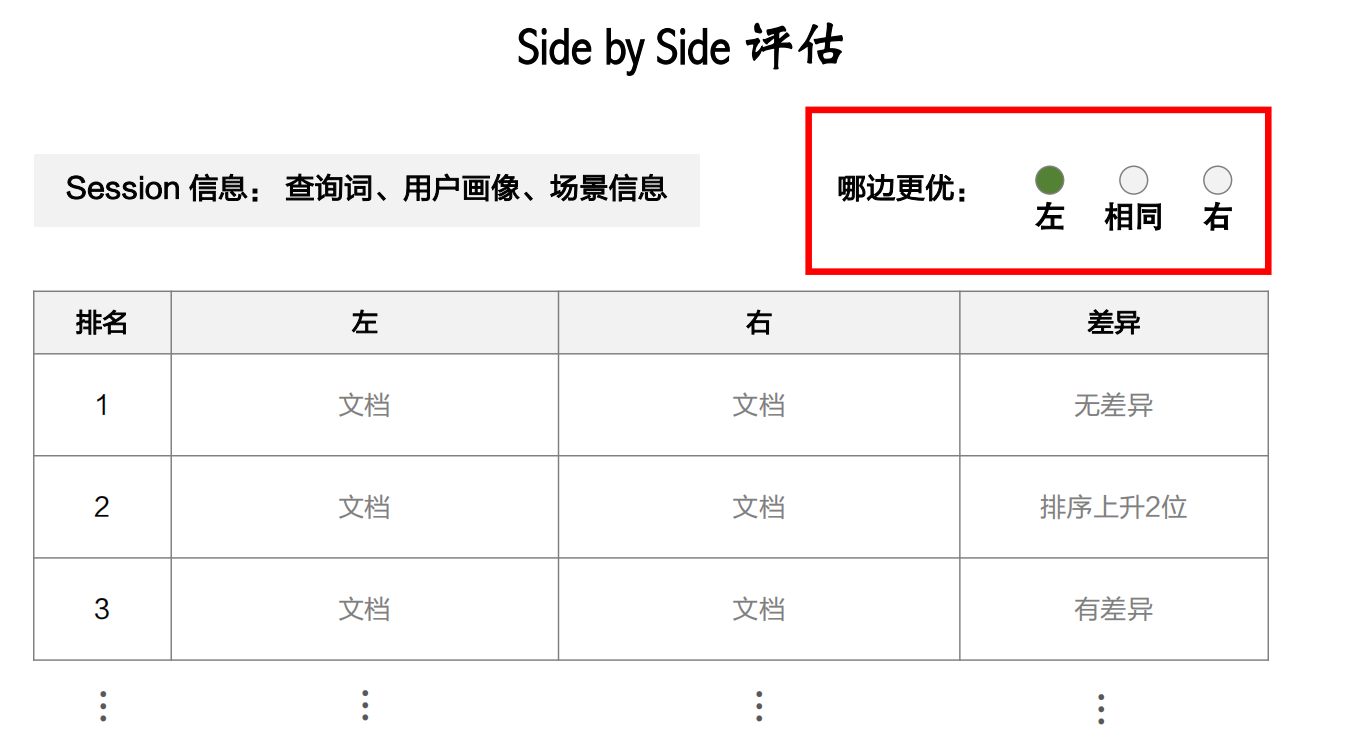 Side by Side 评估
Session 信息： 查询词、用户画像、场景信息
哪边更优：
左 相同 右
排名 左 右 差异
1 文档 文档 无差异
2 文档 文档 排序上升2位
3 文档 文档 有差异
⋮ ⋮ ⋮ ⋮